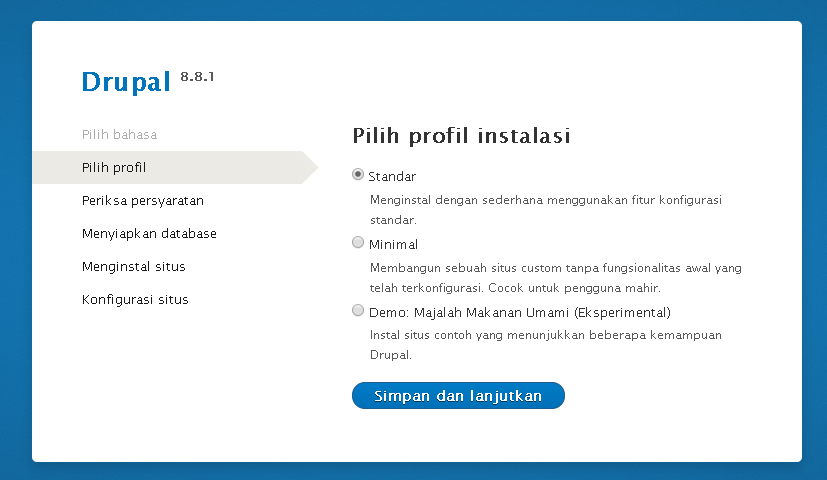 Drupal 8.8.1
Pilih bahasa
Pilih profil
Periksa persyaratan
Menyiapkan database
Menginstal situs
Konfigurasi situs
Pilih profil instalasi
Standar
Menginstal dengan sederhana menggunakan fitur konfigurasi
standar.
Minimal
Membangun sebuah situs custom tanpa fungsionalitas awal yang
telah terkonfigurasi. Cocok untuk pengguna mahir.
Demo: Majalah Makanan Umami (Eksperimental)
Instal situs contoh yang menunjukkan beberapa kemampuan
Drupal.
Simpan dan lanjutkan